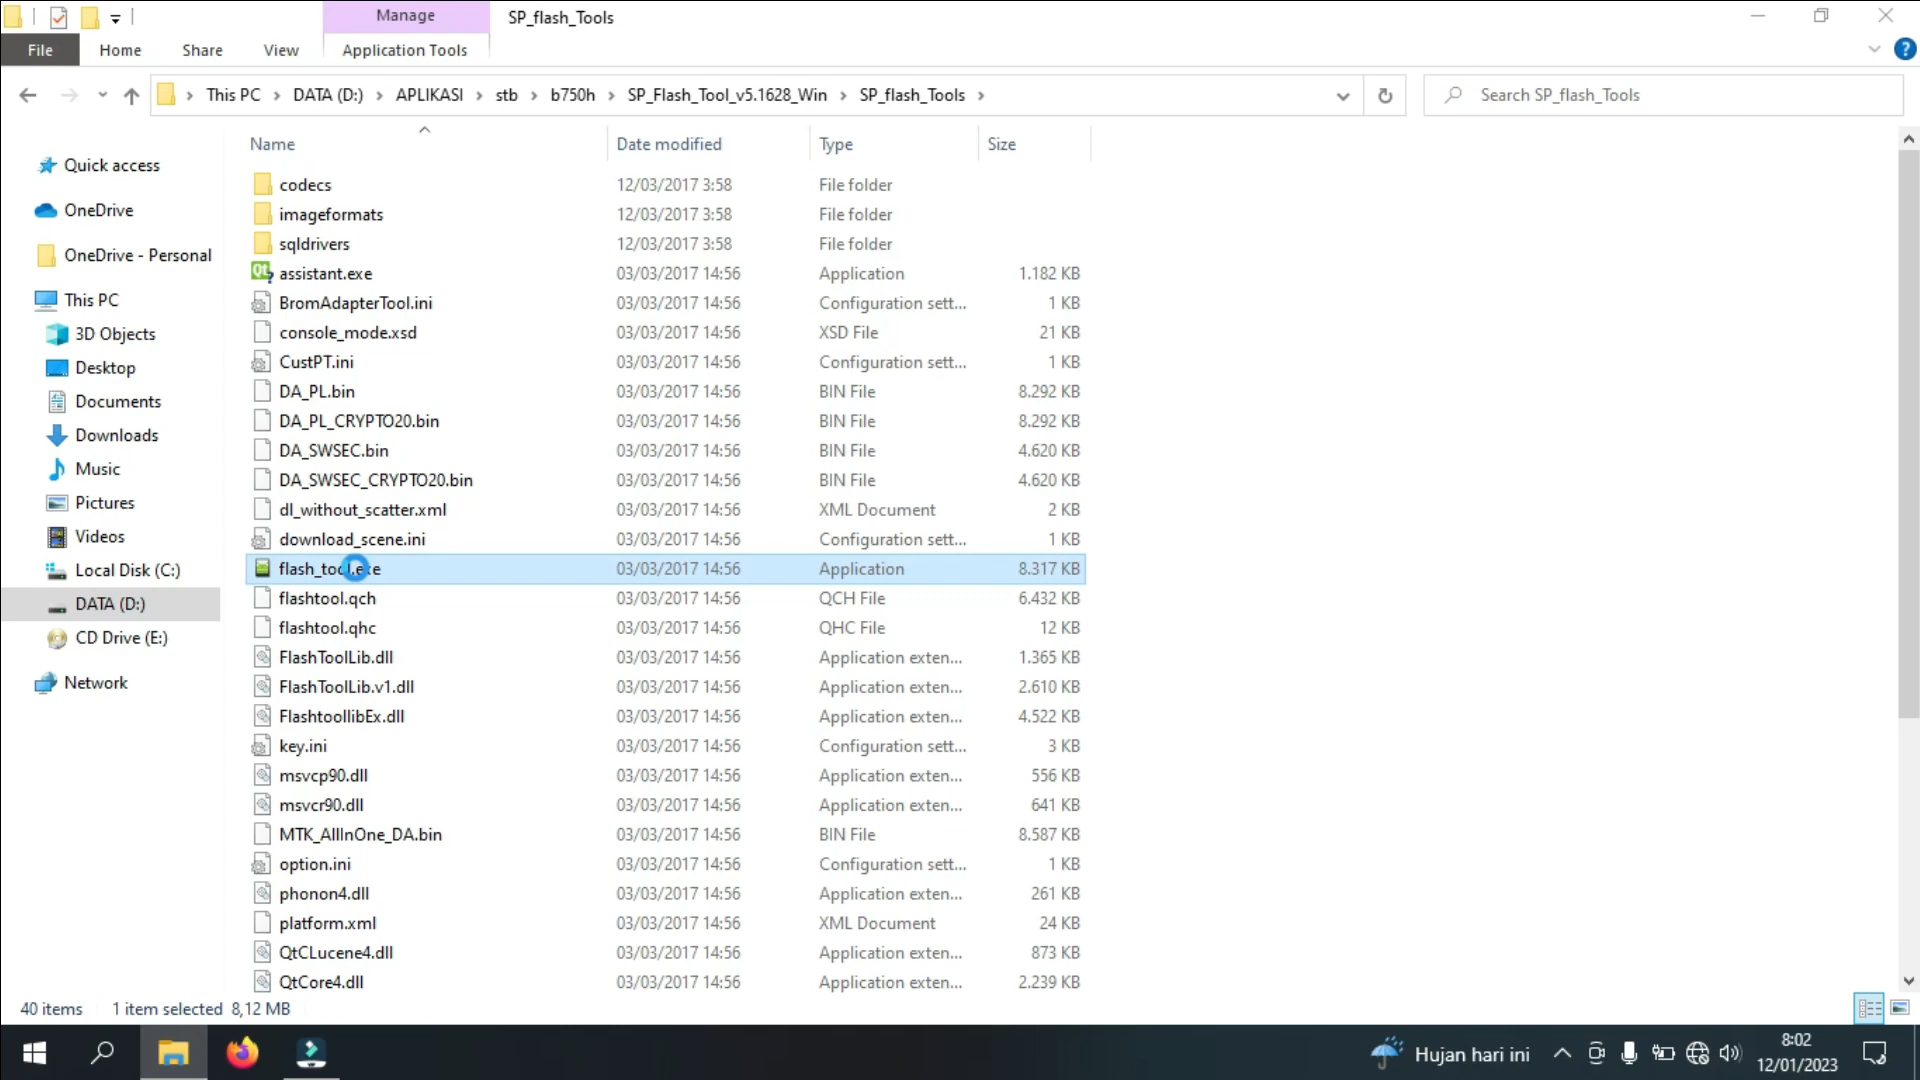 Manage
SP_flash_Tools
File
Home
Share
View
Application Tools
This PC
DATA (D:)
APLIKASI
stb
b750h
SP_Flash_Tool_v5.1628_Win
SP_flash_Tools
Search SP_flash_Tools
Name
Date modified
Type
Size
Quick access
OneDrive
OneDrive - Personal
This PC
3D Objects
Desktop
Documents
Downloads
Music
Pictures
Videos
Local Disk (C:)
DATA (D:)
CD Drive (E:)
Network
codecs 12/03/2017 3:58 File folder
imageformats 12/03/2017 3:58 File folder
sqldrivers 12/03/2017 3:58 File folder
assistant.exe 03/03/2017 14:56 Application 1.182 KB
BromAdapterTool.ini 03/03/2017 14:56 Configuration sett... 1 KB
console_mode.xsd 03/03/2017 14:56 XSD File 21 KB
CustPT.ini 03/03/2017 14:56 Configuration sett... 1 KB
DA_PL.bin 03/03/2017 14:56 BIN File 8.292 KB
DA_PL_CRYPTO20.bin 03/03/2017 14:56 BIN File 8.292 KB
DA_SWSEC.bin 03/03/2017 14:56 BIN File 4.620 KB
DA_SWSEC_CRYPTO20.bin 03/03/2017 14:56 BIN File 4.620 KB
dl_without_scatter.xml 03/03/2017 14:56 XML Document 2 KB
download_scene.ini 03/03/2017 14:56 Configuration sett... 1 KB
flash_tool.exe 03/03/2017 14:56 Application 8.317 KB
flashtool.qch 03/03/2017 14:56 QCH File 6.432 KB
flashtool.qhc 03/03/2017 14:56 QHC File 12 KB
FlashToolLib.dll 03/03/2017 14:56 Application exten... 1.365 KB
FlashToolLib.v1.dll 03/03/2017 14:56 Application exten... 2.610 KB
FlashtoollibEx.dll 03/03/2017 14:56 Application exten... 4.522 KB
key.ini 03/03/2017 14:56 Configuration sett... 3 KB
msvcp90.dll 03/03/2017 14:56 Application exten... 556 KB
msvcr90.dll 03/03/2017 14:56 Application exten... 641 KB
MTK_AllInOne_DA.bin 03/03/2017 14:56 BIN File 8.587 KB
option.ini 03/03/2017 14:56 Configuration sett... 1 KB
phonon4.dll 03/03/2017 14:56 Application exten... 261 KB
platform.xml 03/03/2017 14:56 XML Document 24 KB
QtCLucene4.dll 03/03/2017 14:56 Application exten... 873 KB
QtCore4.dll 03/03/2017 14:56 Application exten... 2.239 KB
40 items
1 item selected 8,12 MB
Hujan hari ini
8:02
12/01/2023